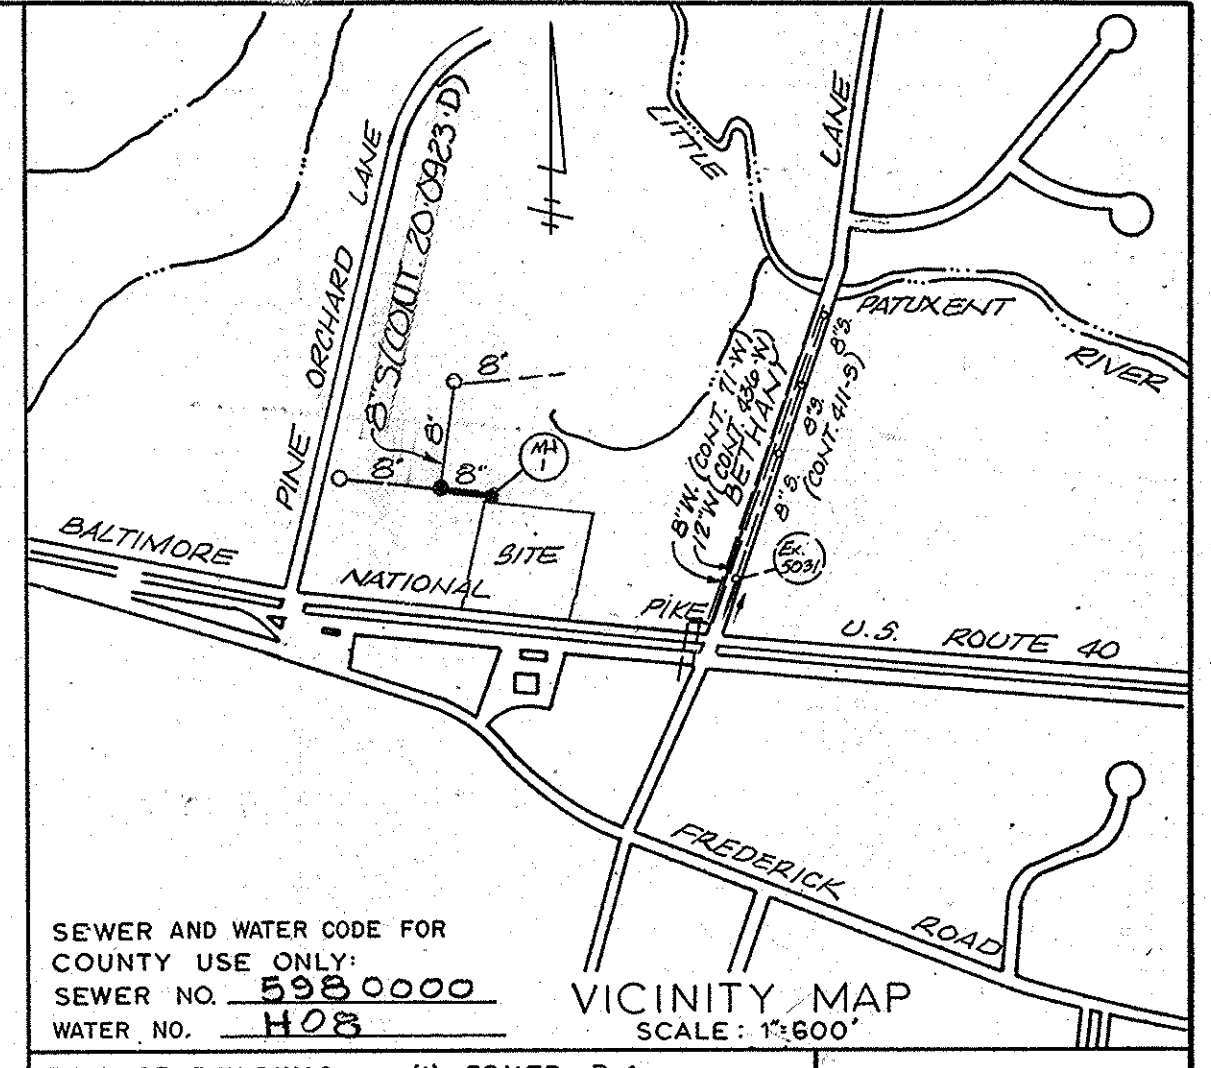 LITTLE
LANE
PINE ORCHARD LANE
8"S(CONT. 20·0923·D)
PATUXENT
RIVER
8"
8"
8"
8"
MH
1
8"W. (CONT. 71-W)
12"W (CONT. 436-W)
BETHANY
8"S.
8"S.
8"S.
(CONT. 411-S)
Ex.
5031
BALTIMORE
NATIONAL
PIKE
SITE
U.S. ROUTE 40
FREDERICK
ROAD
SEWER AND WATER CODE FOR
COUNTY USE ONLY:
SEWER NO. 5980000
WATER NO. H08
VICINITY MAP
SCALE: 1"=600'